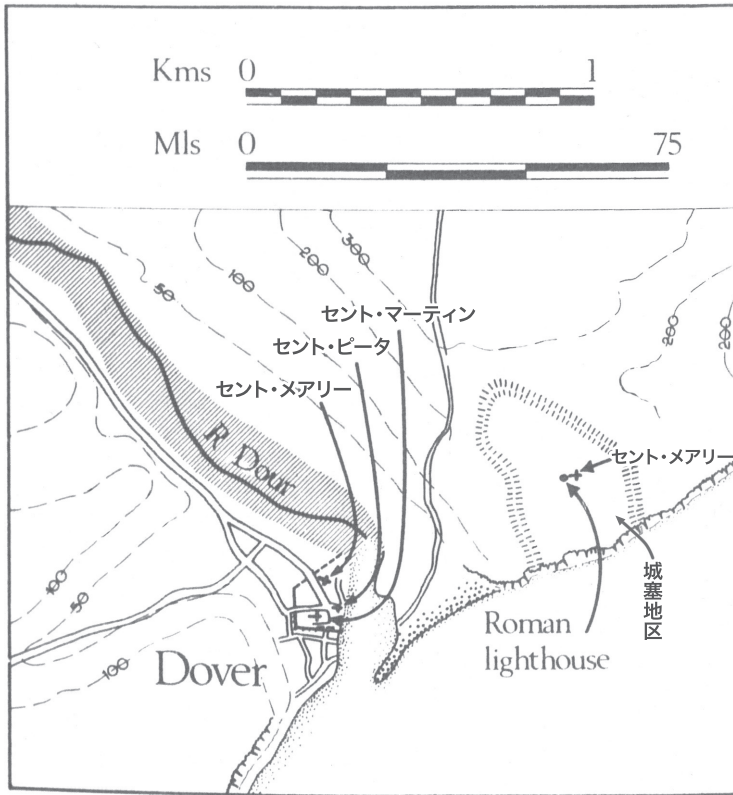 Kms 0 1
Mls 0 75
300
200
100
50
200
200
セント・マーティン
セント・ピータ
セント・メアリー
R Dour
セント・メアリー
城塞地区
100
50
100
Dover
Roman
lighthouse